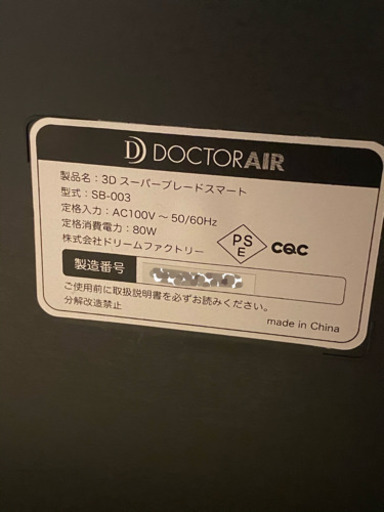 DOCTORAIR
製品名：3Dスーパーブレードスマート
型式：SB-003
定格入力：AC100V～50/60Hz
定格消費電力：80W
株式会社ドリームファクトリー
PS
E
CQC
製造番号
ご使用前に取扱説明書を必ずお読みください。
分解改造禁止
made in China